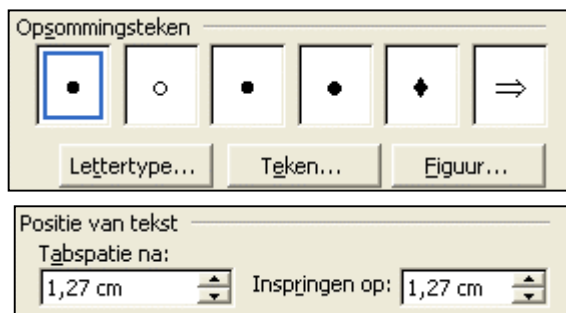 Opsommingsteken
Lettertype... Teken... Figuur...
Positie van tekst
Tabspatie na:
1,27 cm Inspringen op: 1,27 cm